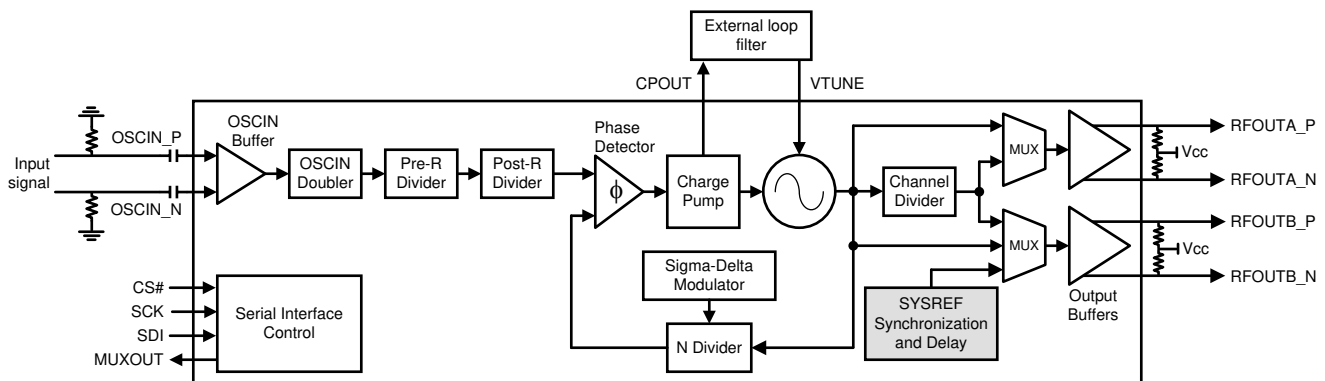 External loop
filter
CPOUT
VTUNE
OSCIN_P
OSCIN
Buffer
Input
signal
OSCIN_N
OSCIN
Doubler
Pre-R
Divider
Post-R
Divider
Phase
Detector
ϕ
Charge
Pump
Channel
Divider
MUX
MUX
RFOUTA_P
Vcc
RFOUTA_N
RFOUTB_P
Vcc
RFOUTB_N
Output
Buffers
Sigma-Delta
Modulator
N Divider
SYSREF
Synchronization
and Delay
CS#
SCK
SDI
MUXOUT
Serial Interface
Control